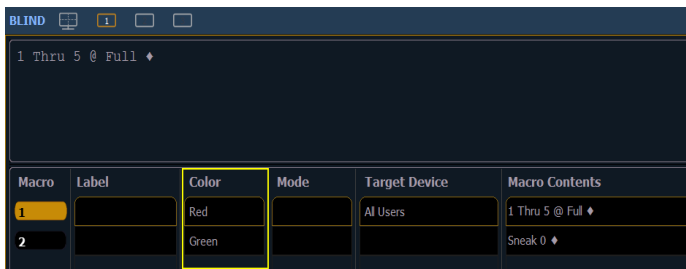 BLIND 1
1 Thru 5 @ Full ♦
Macro Label Color Mode Target Device Macro Contents
1 Red All Users 1 Thru 5 @ Full ♦
2 Green Sneak 0 ♦